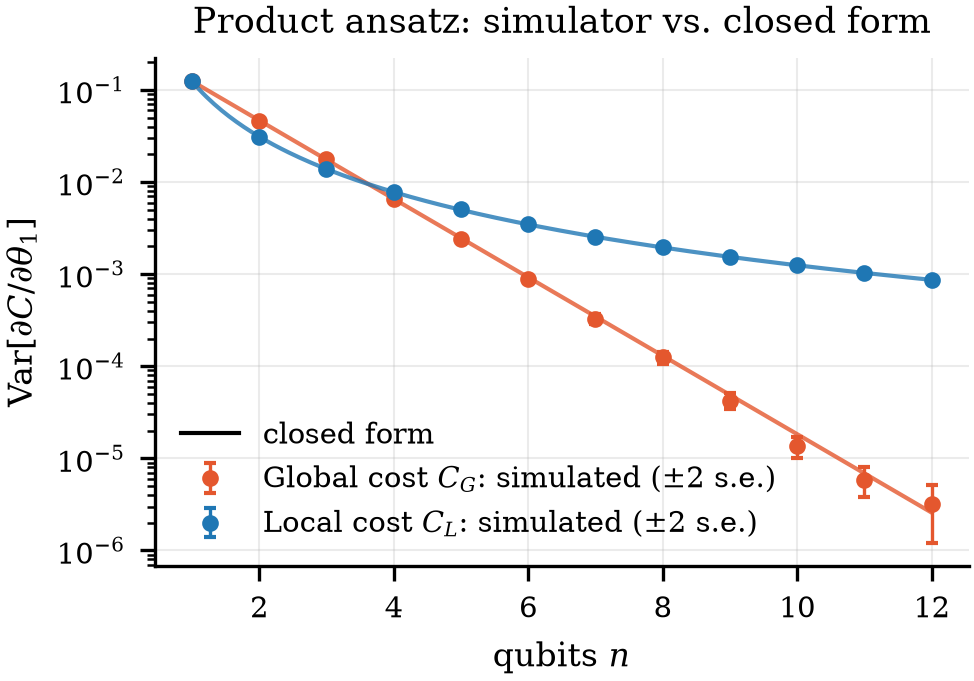 Product ansatz: simulator vs. closed form
Var[∂C/∂θ₁]
10⁻¹
10⁻²
10⁻³
10⁻⁴
10⁻⁵
10⁻⁶
closed form
Global cost C_G: simulated (±2 s.e.)
Local cost C_L: simulated (±2 s.e.)
2 4 6 8 10 12
qubits n